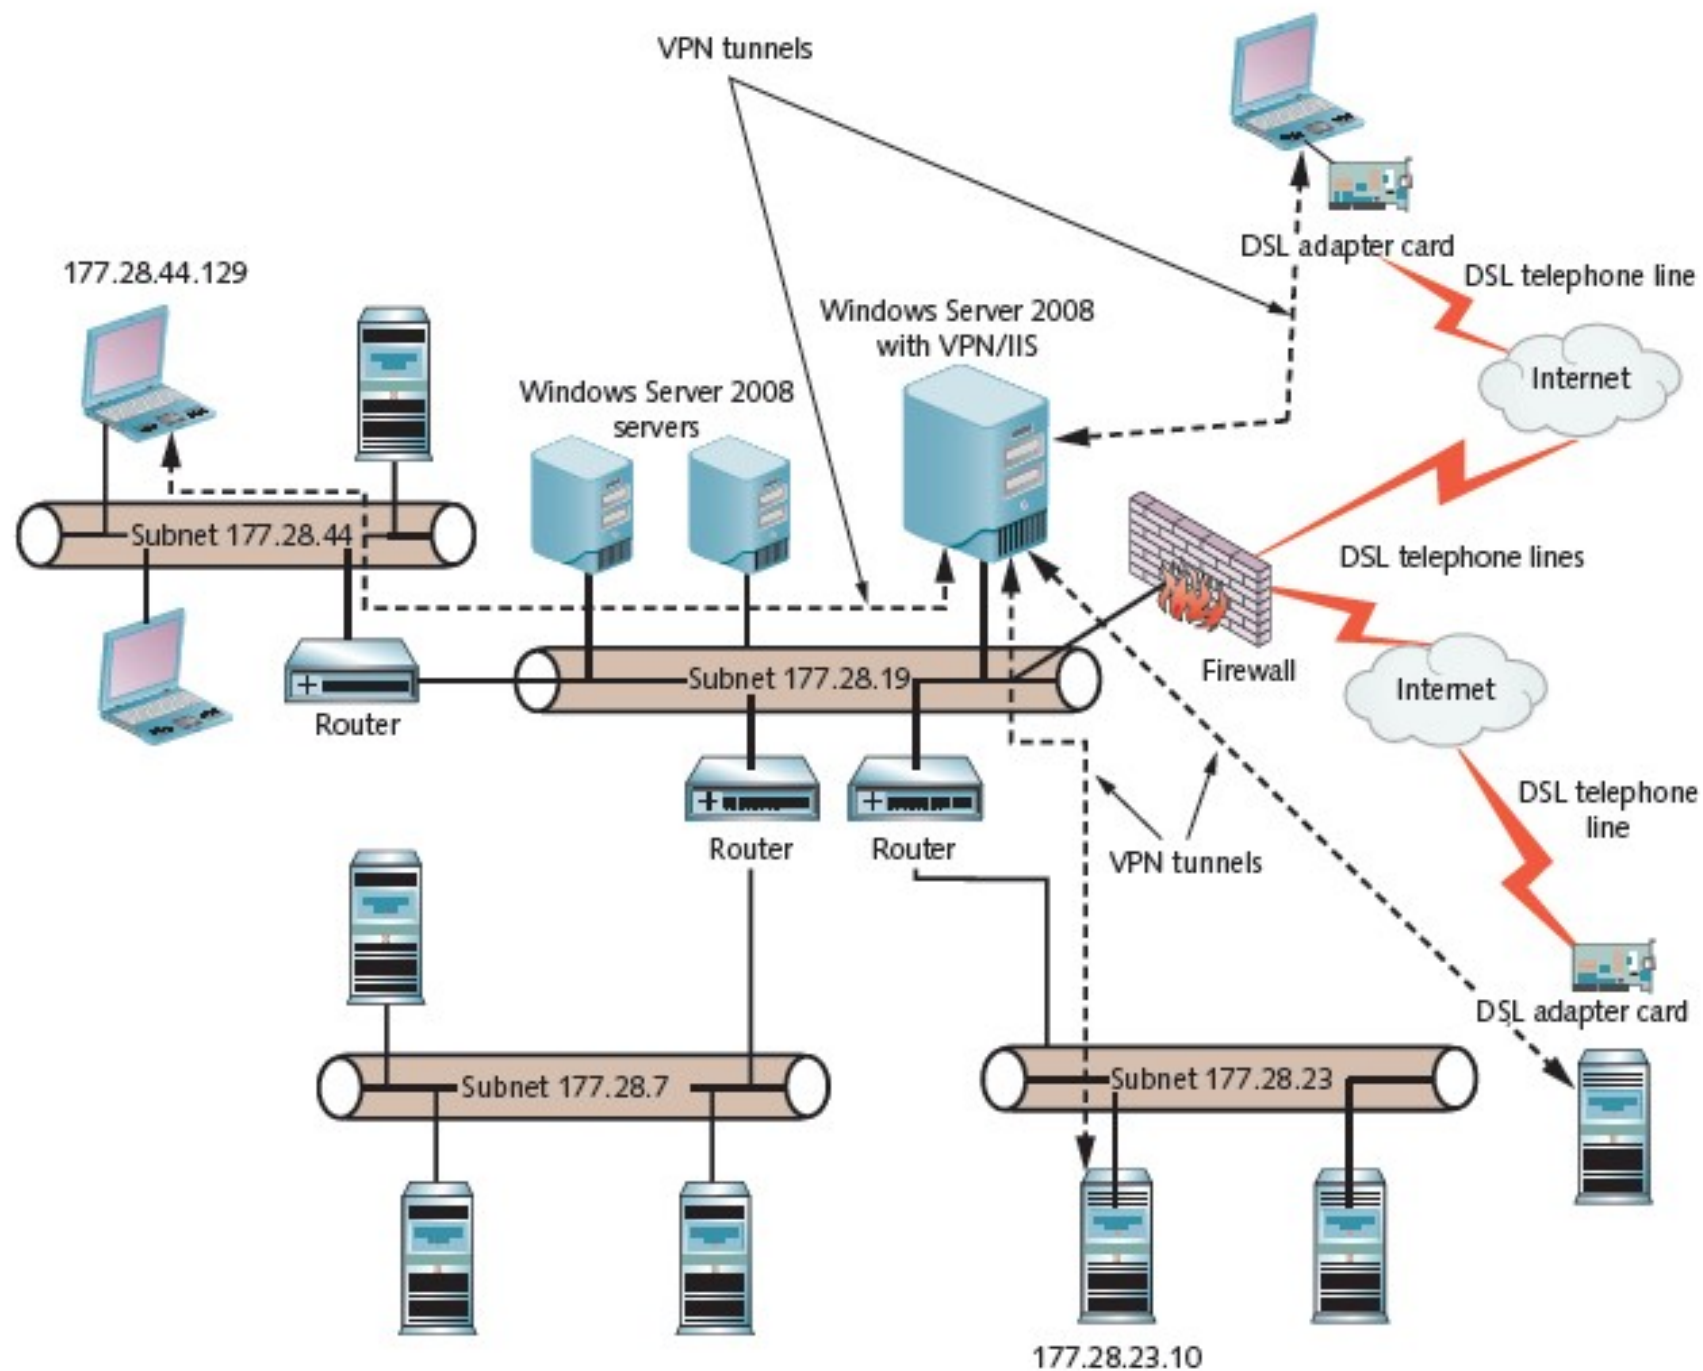 VPN tunnels
DSL adapter card
DSL telephone line
177.28.44.129
Windows Server 2008
with VPN/IIS
Internet
Windows Server 2008
servers
Subnet 177.28.44
DSL telephone lines
Subnet 177.28.19
Firewall
Internet
Router
Router
Router
VPN tunnels
DSL telephone
line
DSL adapter card
Subnet 177.28.7
Subnet 177.28.23
177.28.23.10